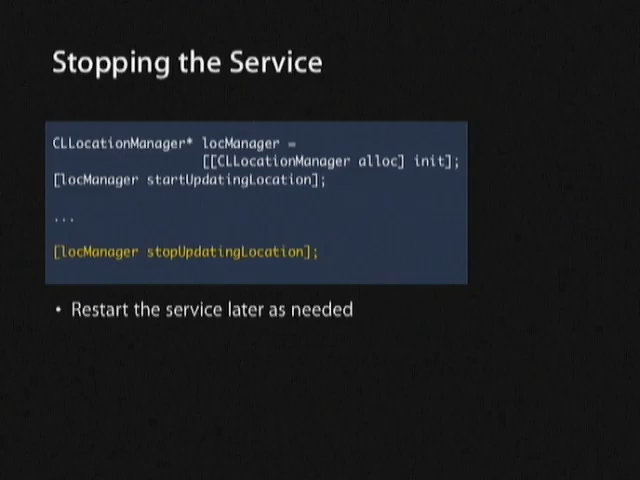 Stopping the Service
CLLocationManager* locManager =
[[CLLocationManager alloc] init];
[locManager startUpdatingLocation];
...
[locManager stopUpdatingLocation];
• Restart the service later as needed